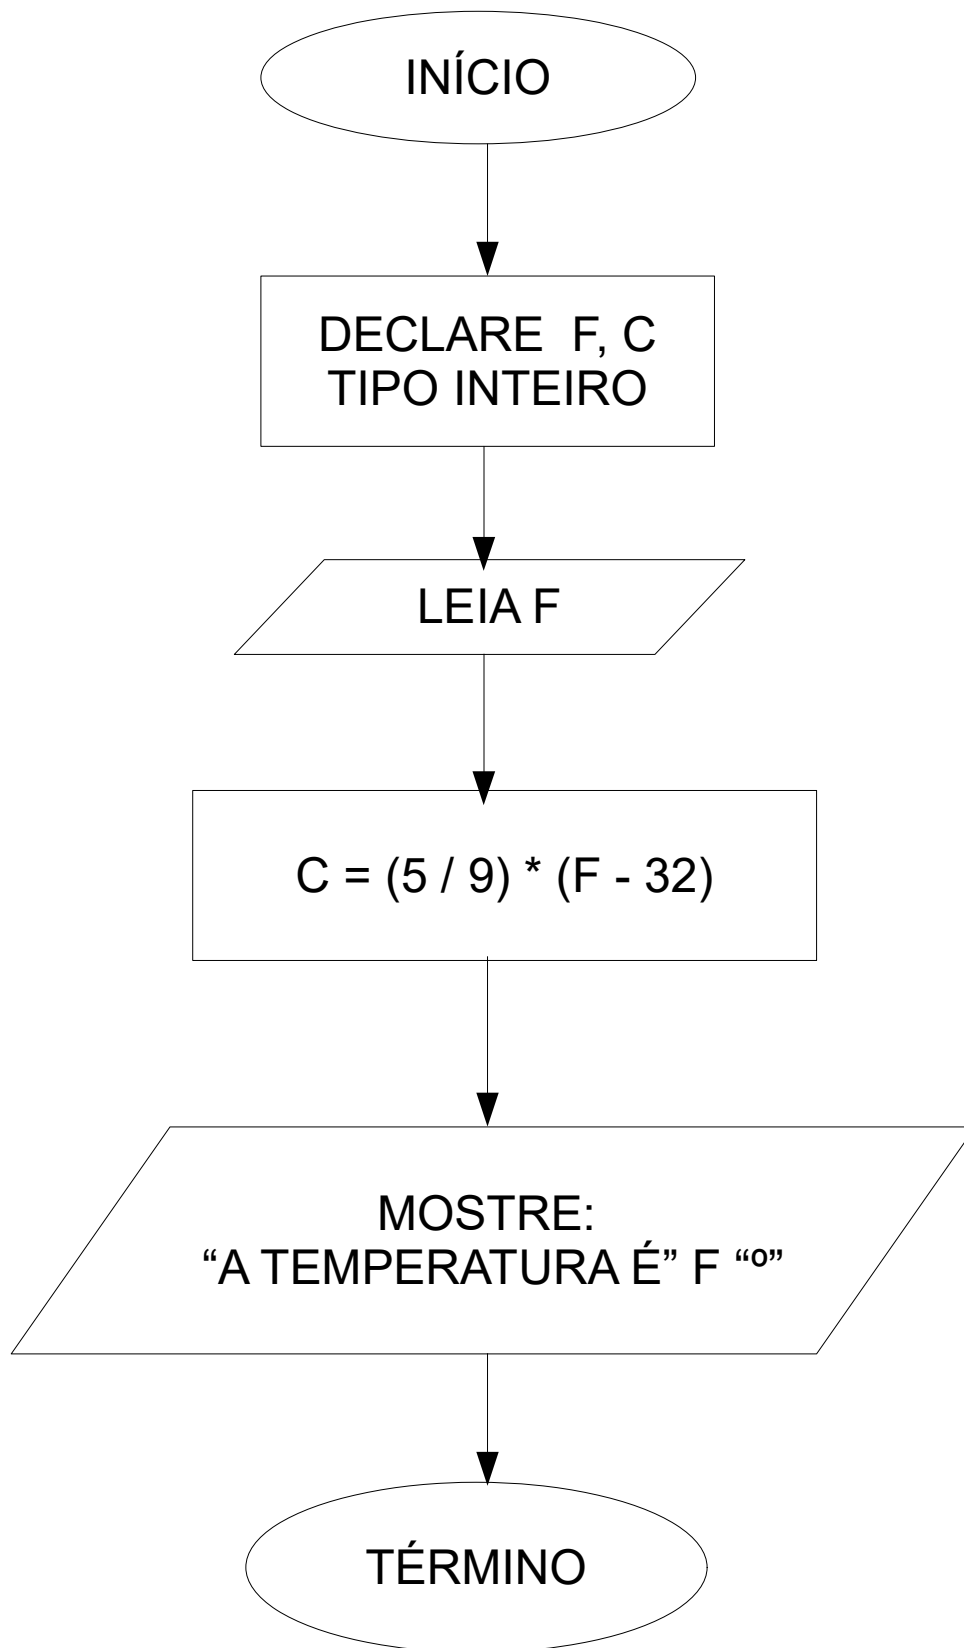 INÍCIO
DECLARE  F, C
TIPO INTEIRO
LEIA F
C = (5 / 9) * (F - 32)
MOSTRE:
“A TEMPERATURA É” F “º”
TÉRMINO